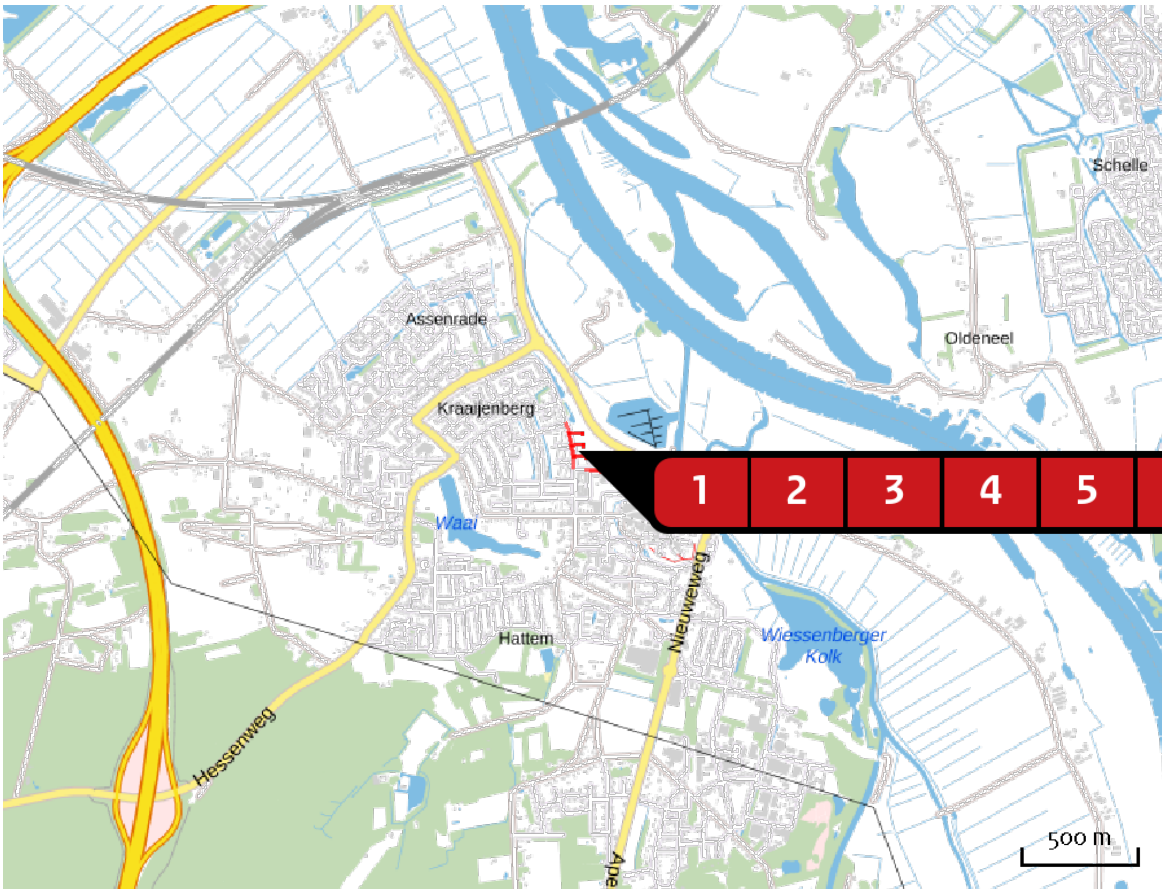 Schelle
Assenrade
Oldeneel
Kraaijenberg
1 2 3 4 5
Waai
Nieuweweg
Hattem
Wiessenberger
Kolk
Hessenweg
500 m
Ape